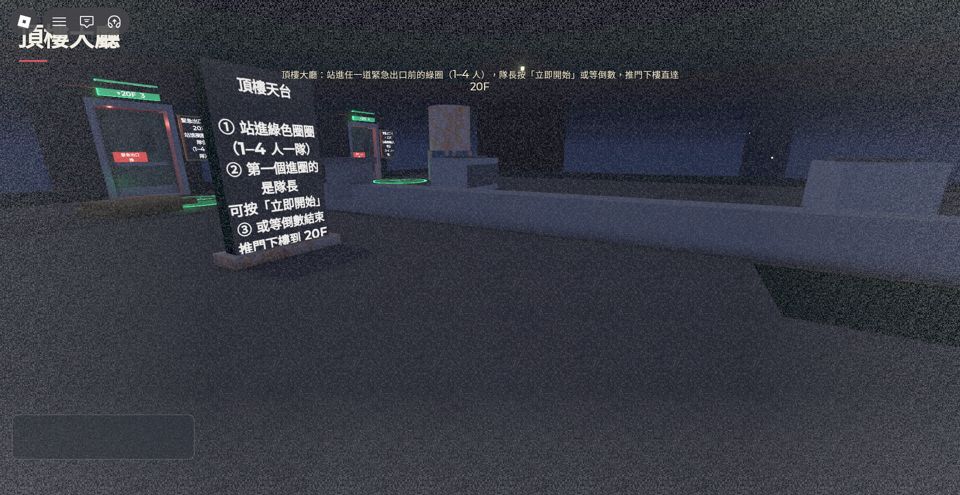 頂樓大廳
頂樓大廳：站進任一道緊急出口前的綠圈（1–4 人），隊長按「立即開始」或等倒數，推門下樓直達
20F
頂樓天台
① 站進綠色圈圈
（1–4 人一隊）
② 第一個進圈的
是隊長
可按「立即開始」
③ 或等倒數結束
推門下樓到 20F